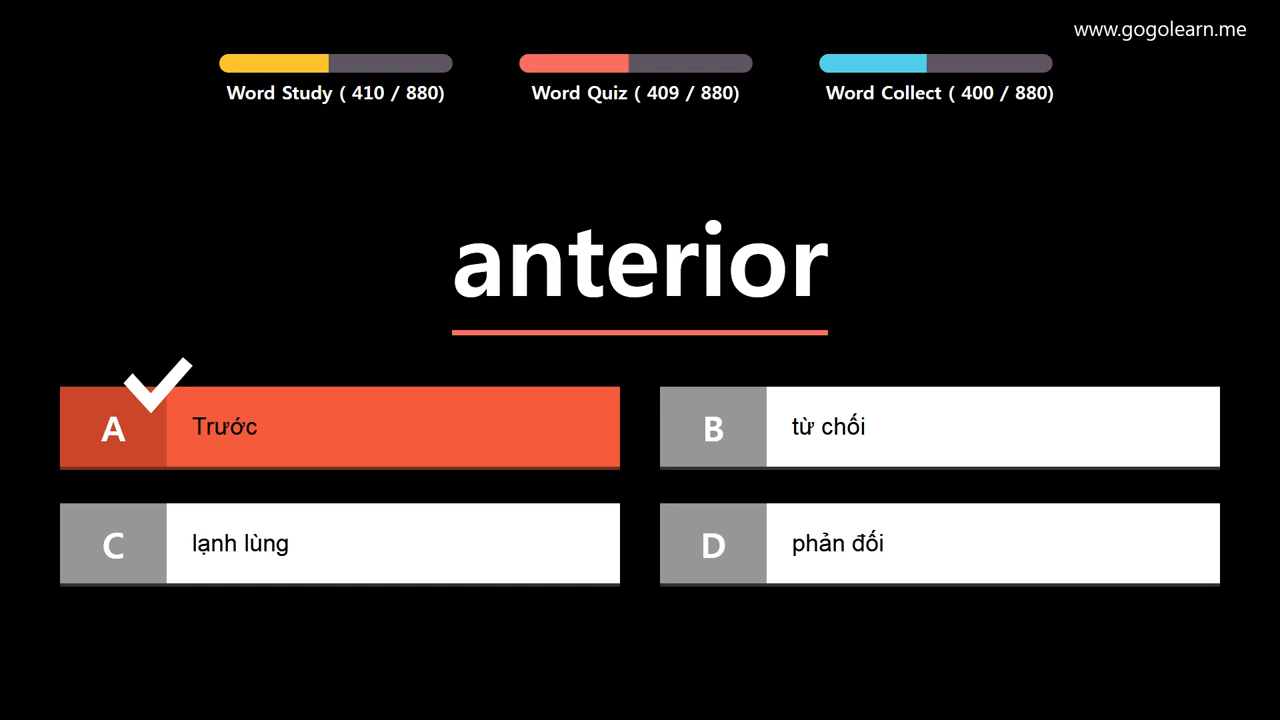 www.gogolearn.me
Word Study ( 410 / 880)
Word Quiz ( 409 / 880)
Word Collect ( 400 / 880)
anterior
A
Trước
B
từ chối
C
lạnh lùng
D
phản đối